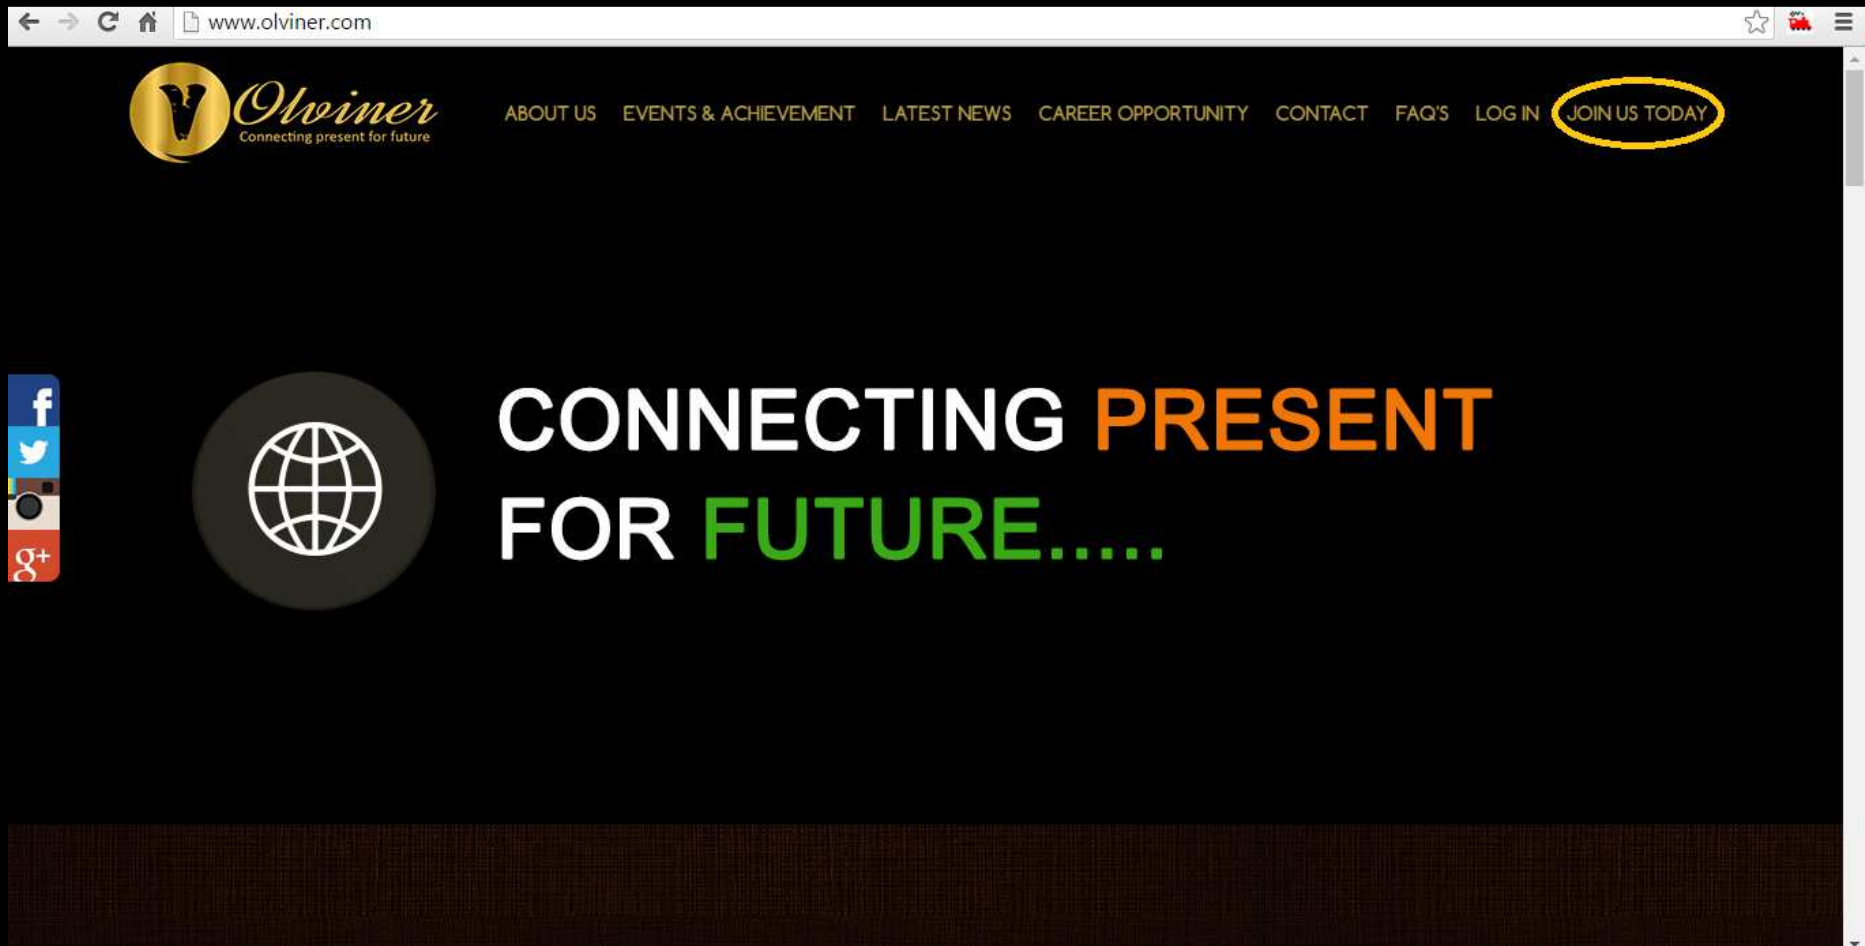 www.olviner.com
Olviner
Connecting present for future
ABOUT US EVENTS & ACHIEVEMENT LATEST NEWS CAREER OPPORTUNITY CONTACT FAQ'S LOG IN JOIN US TODAY
CONNECTING PRESENT
FOR FUTURE.....
f
g+